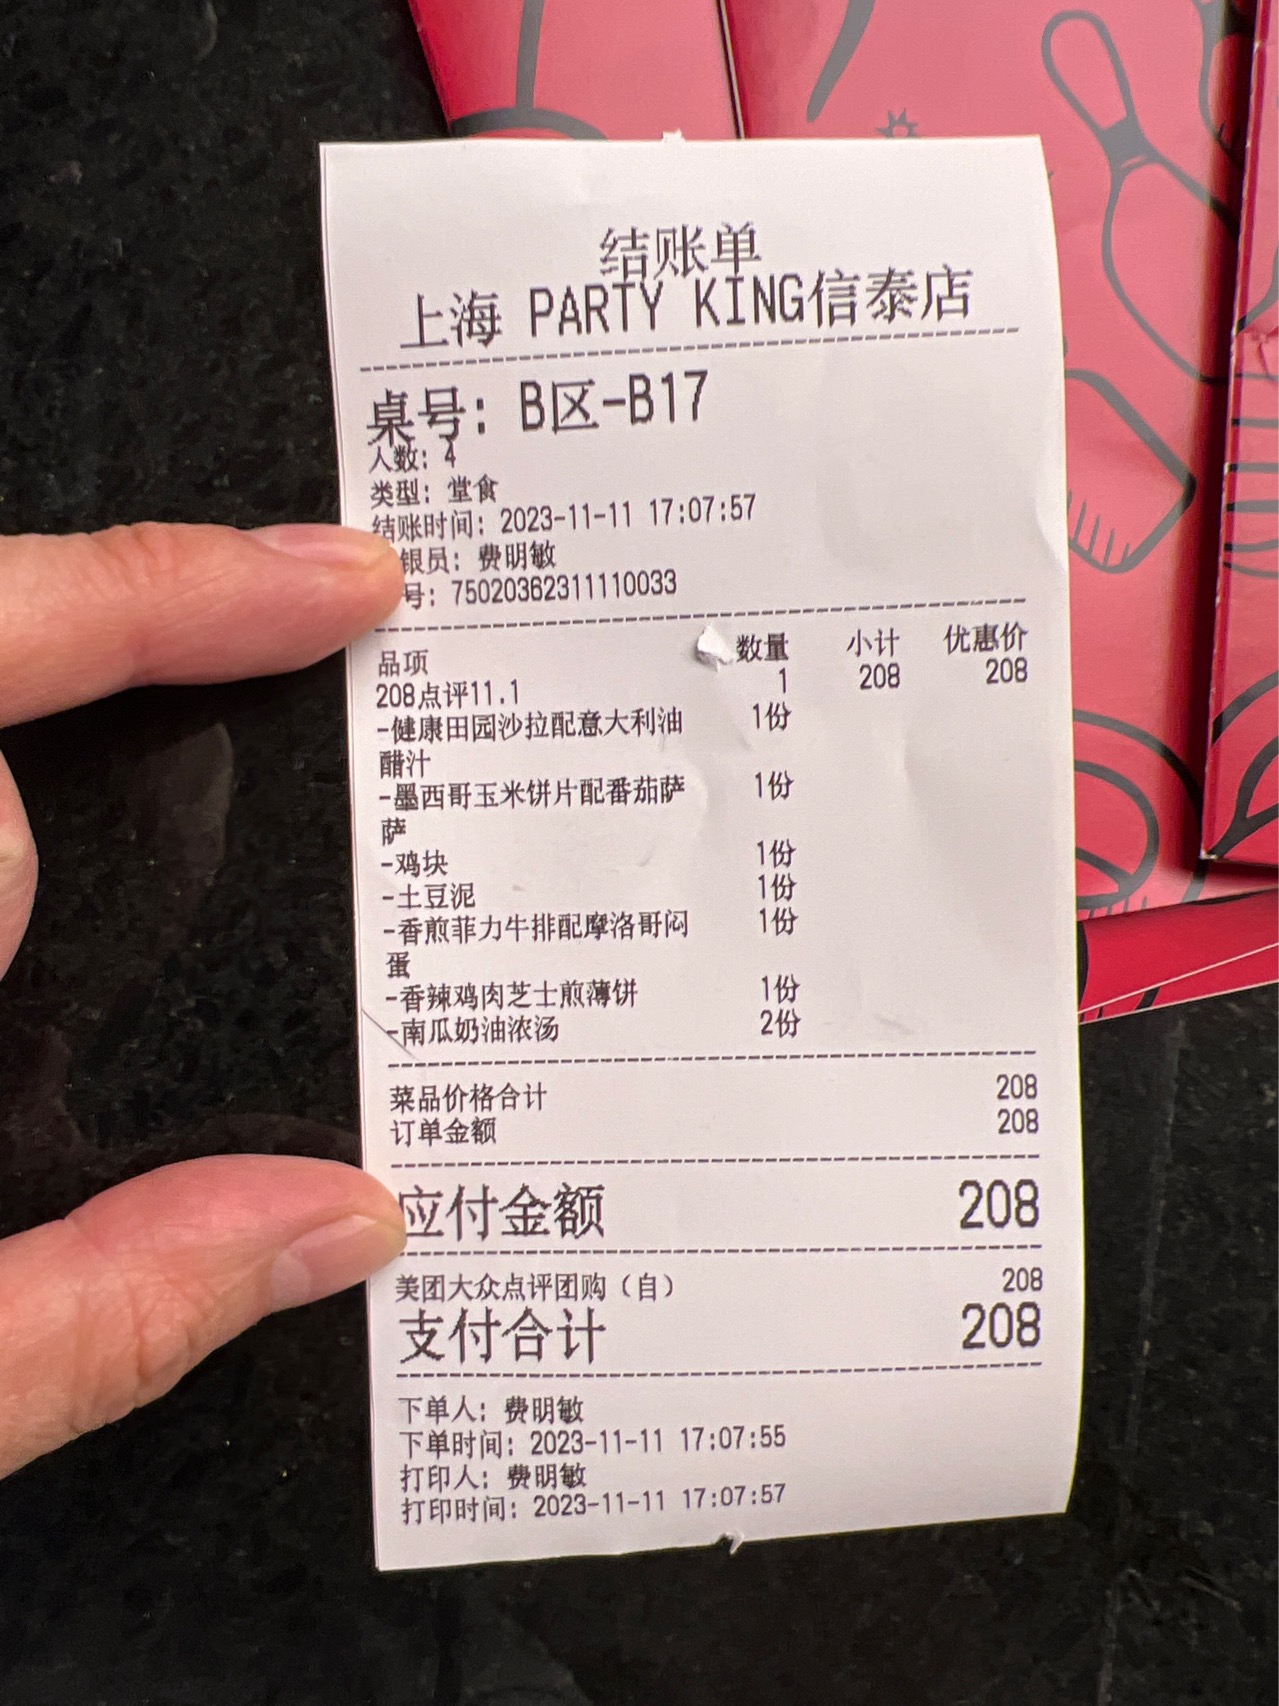 结账单
上海 PARTY KING信泰店
桌号: B区-B17
人数: 4
类型: 堂食
结账时间: 2023-11-11 17:07:57
银员: 费明敏
号: 75020362311110033
品项 数量 小计 优惠价
208点评11.1 1 208 208
-健康田园沙拉配意大利油 1份
醋汁
-墨西哥玉米饼片配番茄萨 1份
萨
-鸡块 1份
-土豆泥 1份
-香煎菲力牛排配摩洛哥闷 1份
蛋
-香辣鸡肉芝士煎薄饼 1份
-南瓜奶油浓汤 2份
菜品价格合计 208
订单金额 208
应付金额 208
美团大众点评团购（自） 208
支付合计 208
下单人: 费明敏
下单时间: 2023-11-11 17:07:55
打印人: 费明敏
打印时间: 2023-11-11 17:07:57